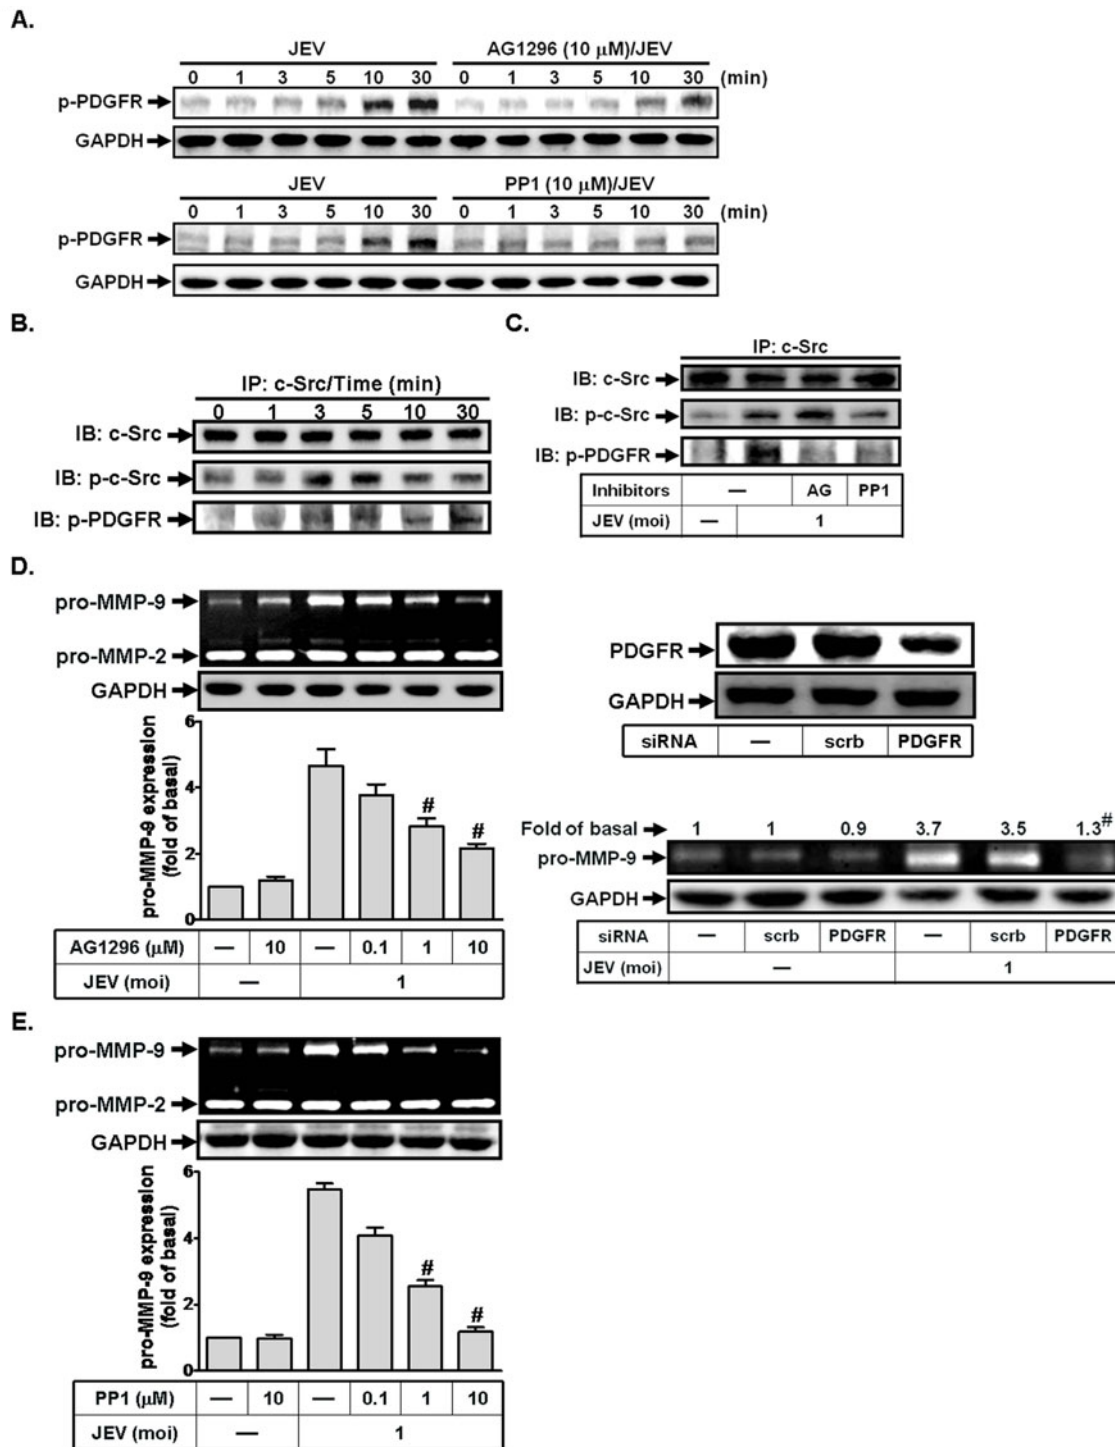 A.
JEV AG1296 (10 μM)/JEV
0 1 3 5 10 30 0 1 3 5 10 30 (min)
p-PDGFR
GAPDH
JEV PP1 (10 μM)/JEV
0 1 3 5 10 30 0 1 3 5 10 30 (min)
p-PDGFR
GAPDH
B.
IP: c-Src/Time (min)
0 1 3 5 10 30
IB: c-Src
IB: p-c-Src
IB: p-PDGFR
C.
IP: c-Src
IB: c-Src
IB: p-c-Src
IB: p-PDGFR
Inhibitors — AG PP1
JEV (moi) — 1
D.
pro-MMP-9
pro-MMP-2
GAPDH
pro-MMP-9 expression
(fold of basal)
6
4
2
0
# #
AG1296 (μM) — 10 — 0.1 1 10
JEV (moi) — 1
PDGFR
GAPDH
siRNA — scrb PDGFR
Fold of basal 1 1 0.9 3.7 3.5 1.3#
pro-MMP-9
GAPDH
siRNA — scrb PDGFR — scrb PDGFR
JEV (moi) — 1
E.
pro-MMP-9
pro-MMP-2
GAPDH
pro-MMP-9 expression
(fold of basal)
6
4
2
0
# #
PP1 (μM) — 10 — 0.1 1 10
JEV (moi) — 1